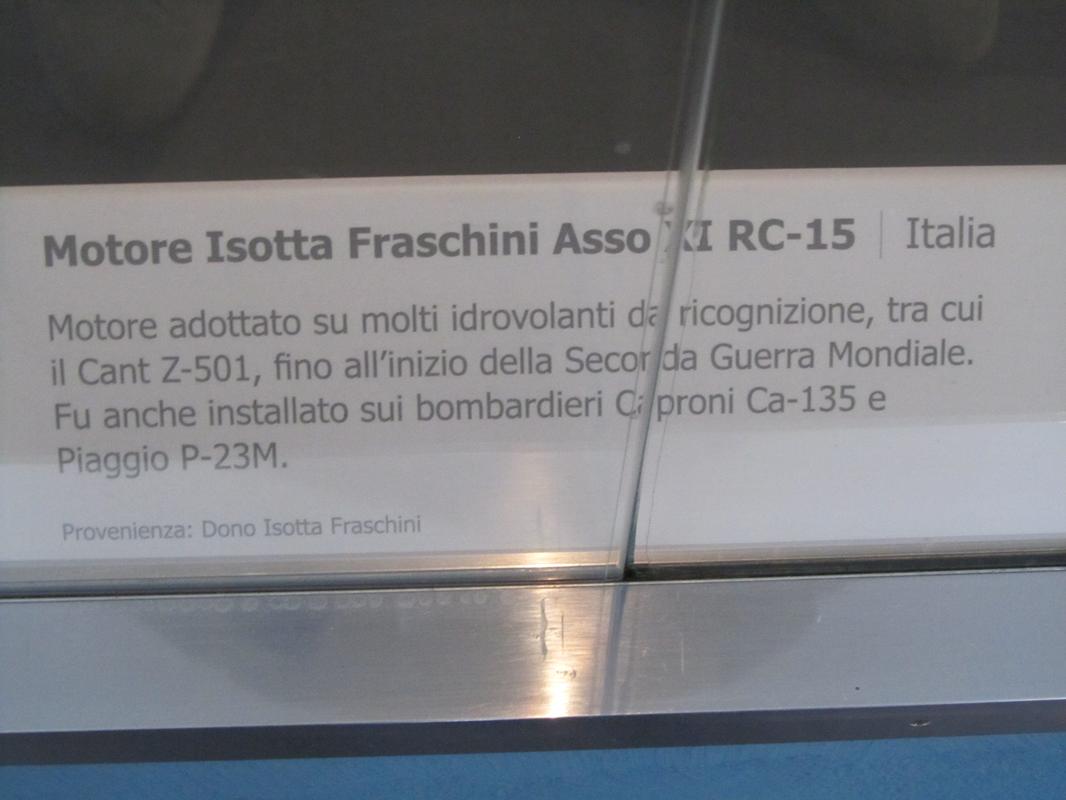 Motore Isotta Fraschini Asso XI RC-15 | Italia
Motore adottato su molti idrovolanti da ricognizione, tra cui
il Cant Z-501, fino all'inizio della Seconda Guerra Mondiale.
Fu anche installato sui bombardieri Caproni Ca-135 e
Piaggio P-23M.
Provenienza: Dono Isotta Fraschini